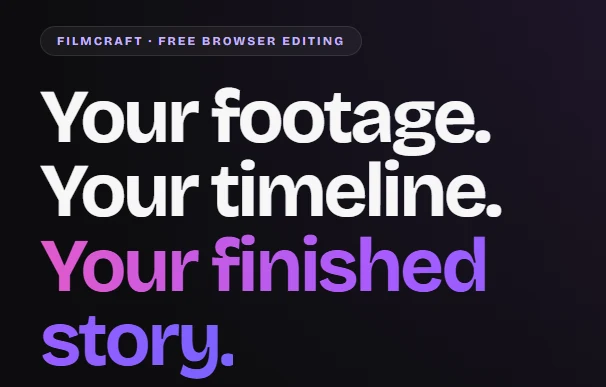 FILMCRAFT · FREE BROWSER EDITING
Your footage.
Your timeline.
Your finished
story.